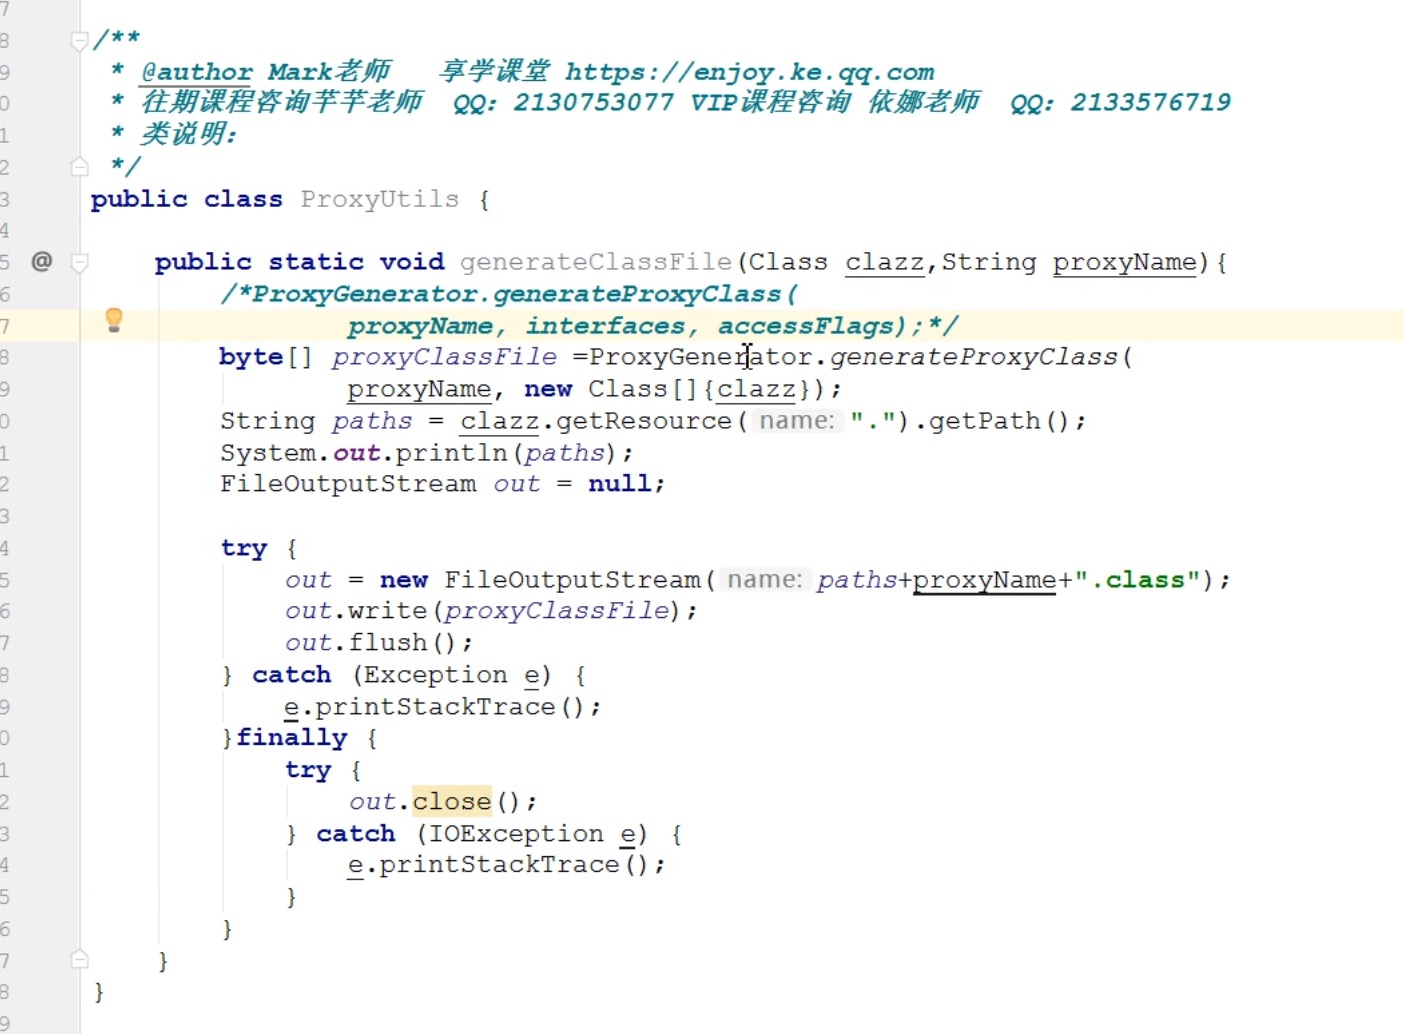 7
8 /**
9 * @author Mark老师 享学课堂 https://enjoy.ke.qq.com
0 * 往期课程咨询芊芊老师 QQ: 2130753077 VIP课程咨询 依娜老师 QQ: 2133576719
1 * 类说明:
2 */
3 public class ProxyUtils {
4
5 @ public static void generateClassFile(Class clazz,String proxyName){
6 /*ProxyGenerator.generateProxyClass(
7 proxyName, interfaces, accessFlags);*/
8 byte[] proxyClassFile =ProxyGenerator.generateProxyClass(
9 proxyName, new Class[]{clazz});
0 String paths = clazz.getResource( name: ".").getPath();
1 System.out.println(paths);
2 FileOutputStream out = null;
3
4 try {
5 out = new FileOutputStream( name: paths+proxyName+".class");
6 out.write(proxyClassFile);
7 out.flush();
8 } catch (Exception e) {
9 e.printStackTrace();
0 }finally {
1 try {
2 out.close();
3 } catch (IOException e) {
4 e.printStackTrace();
5 }
6 }
7 }
8 }
9